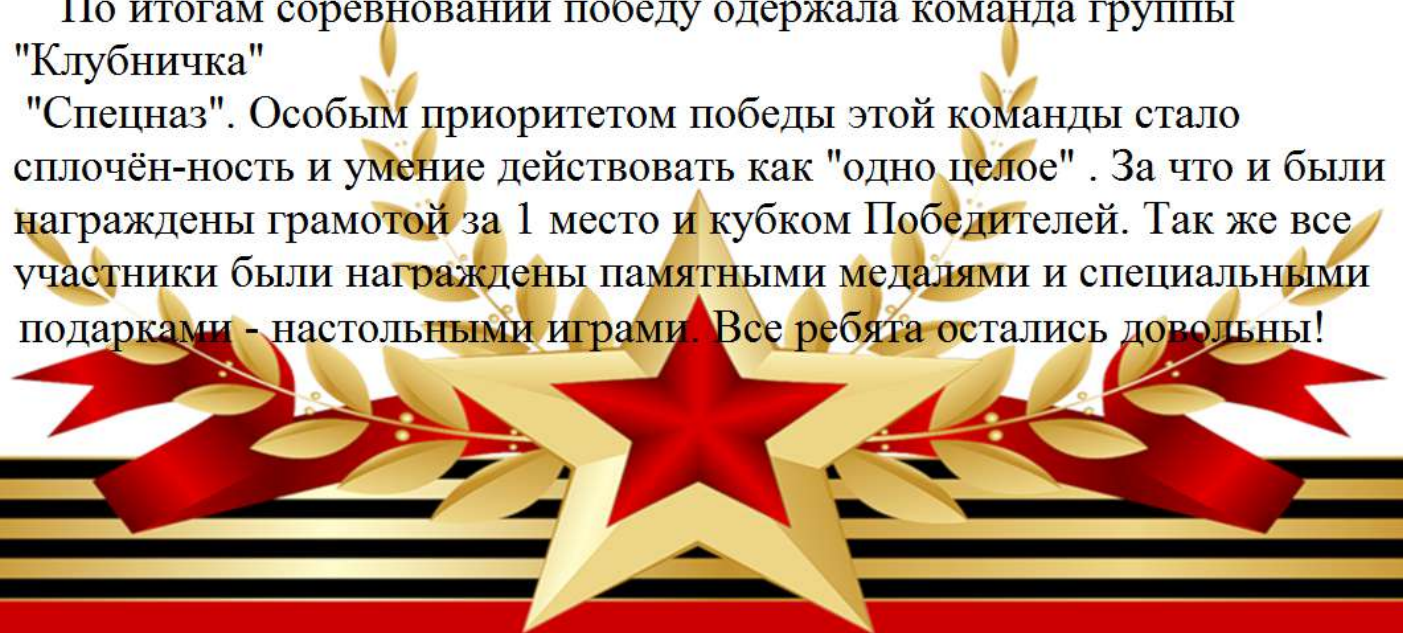 По итогам соревнований победу одержала команда группы
"Клубничка"
"Спецназ". Особым приоритетом победы этой команды стало
сплочён-ность и умение действовать как "одно целое" . За что и были
награждены грамотой за 1 место и кубком Победителей. Так же все
участники были награждены памятными медалями и специальными
подарками - настольными играми. Все ребята остались довольны!